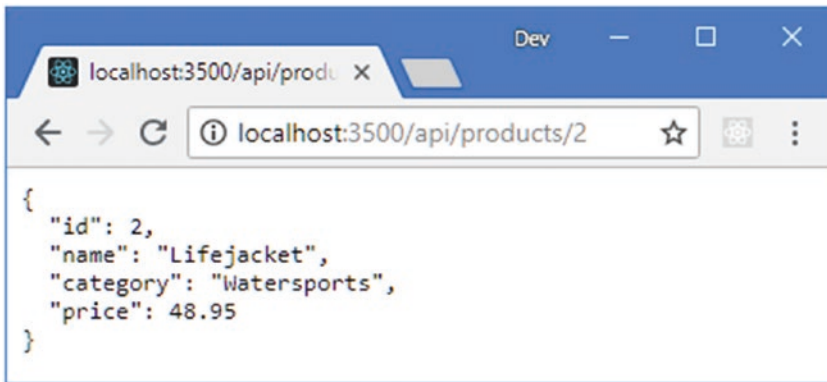 Dev
localhost:3500/api/produ
localhost:3500/api/products/2
{
"id": 2,
"name": "Lifejacket",
"category": "Watersports",
"price": 48.95
}